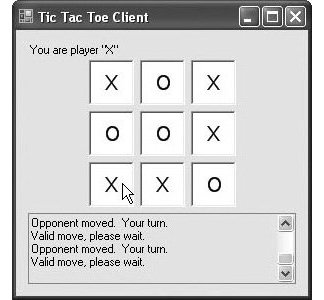 Tic Tac Toe Client
You are player "X"
X O X
O O X
X X O
Opponent moved.  Your turn.
Valid move, please wait.
Opponent moved.  Your turn.
Valid move, please wait.